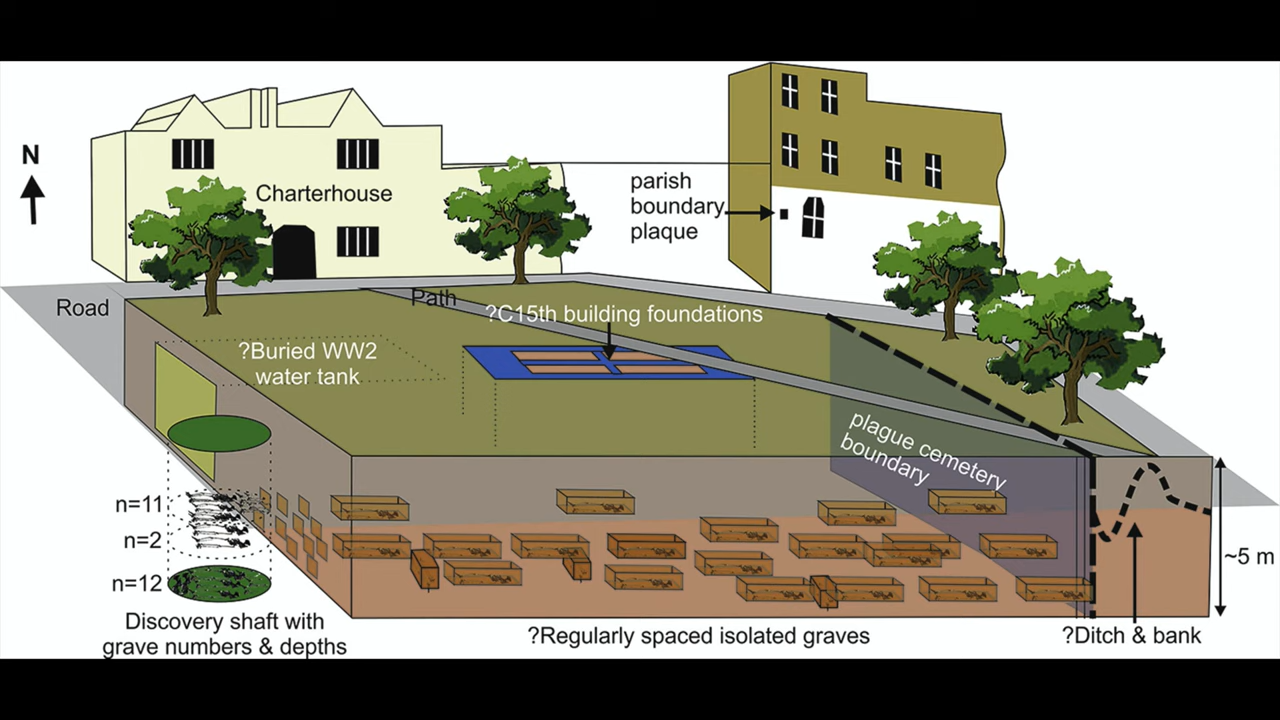 N
Charterhouse
parish
boundary
plaque
Road
Path
?C15th building foundations
?Buried WW2
water tank
plague cemetery
boundary
n=11
n=2
n=12
~5 m
Discovery shaft with
grave numbers & depths
?Regularly spaced isolated graves
?Ditch & bank